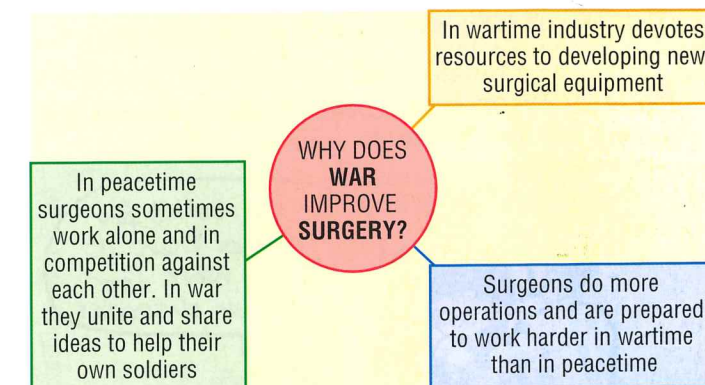 In wartime industry devotes
resources to developing new
surgical equipment
WHY DOES
WAR
IMPROVE
SURGERY?
In peacetime
surgeons sometimes
work alone and in
competition against
each other. In war
they unite and share
ideas to help their
own soldiers
Surgeons do more
operations and are prepared
to work harder in wartime
than in peacetime